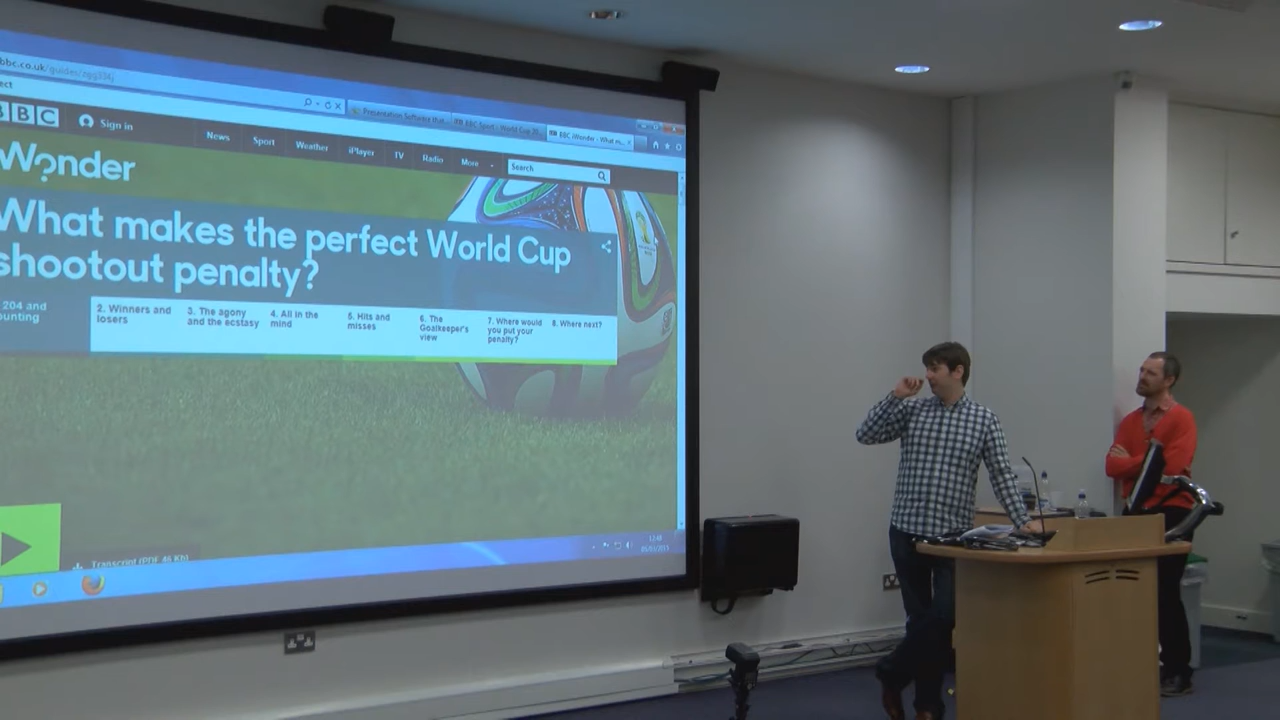 bbc.co.uk/guides/zgg334j
Presentation Software that...
BBC Sport - World Cup 20...
BBC iWonder - What m...
BBC
Sign in
News
Sport
Weather
iPlayer
TV
Radio
More
Search
Wonder
What makes the perfect World Cup
shootout penalty?
204 and
ounting
2. Winners and
losers
3. The agony
and the ecstasy
4. All in the
mind
5. Hits and
misses
6. The
Goalkeeper's
view
7. Where would
you put your
penalty?
8. Where next?
Transcript (PDF 46 Kb)